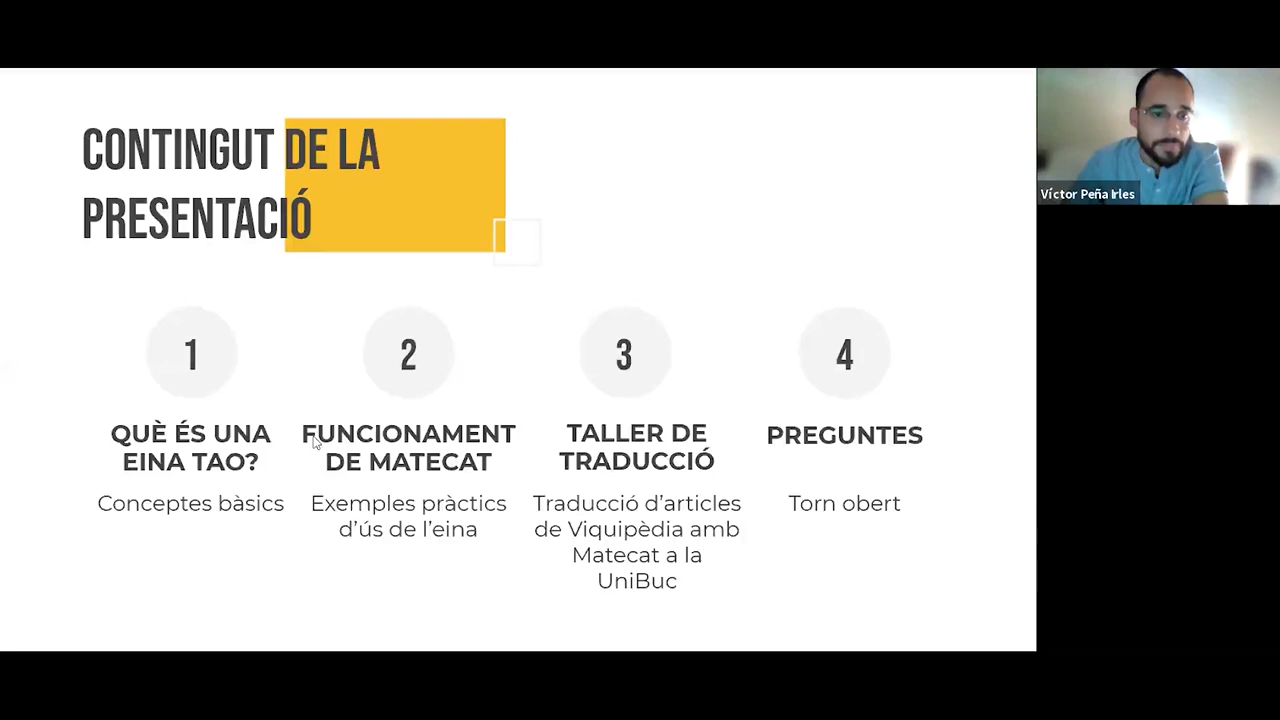 CONTINGUT DE LA
PRESENTACIÓ
1
QUÈ ÉS UNA
EINA TAO?
Conceptes bàsics
2
FUNCIONAMENT
DE MATECAT
Exemples pràctics
d'ús de l'eina
3
TALLER DE
TRADUCCIÓ
Traducció d'articles
de Viquipèdia amb
Matecat a la
UniBuc
4
PREGUNTES
Torn obert
Víctor Peña Irles